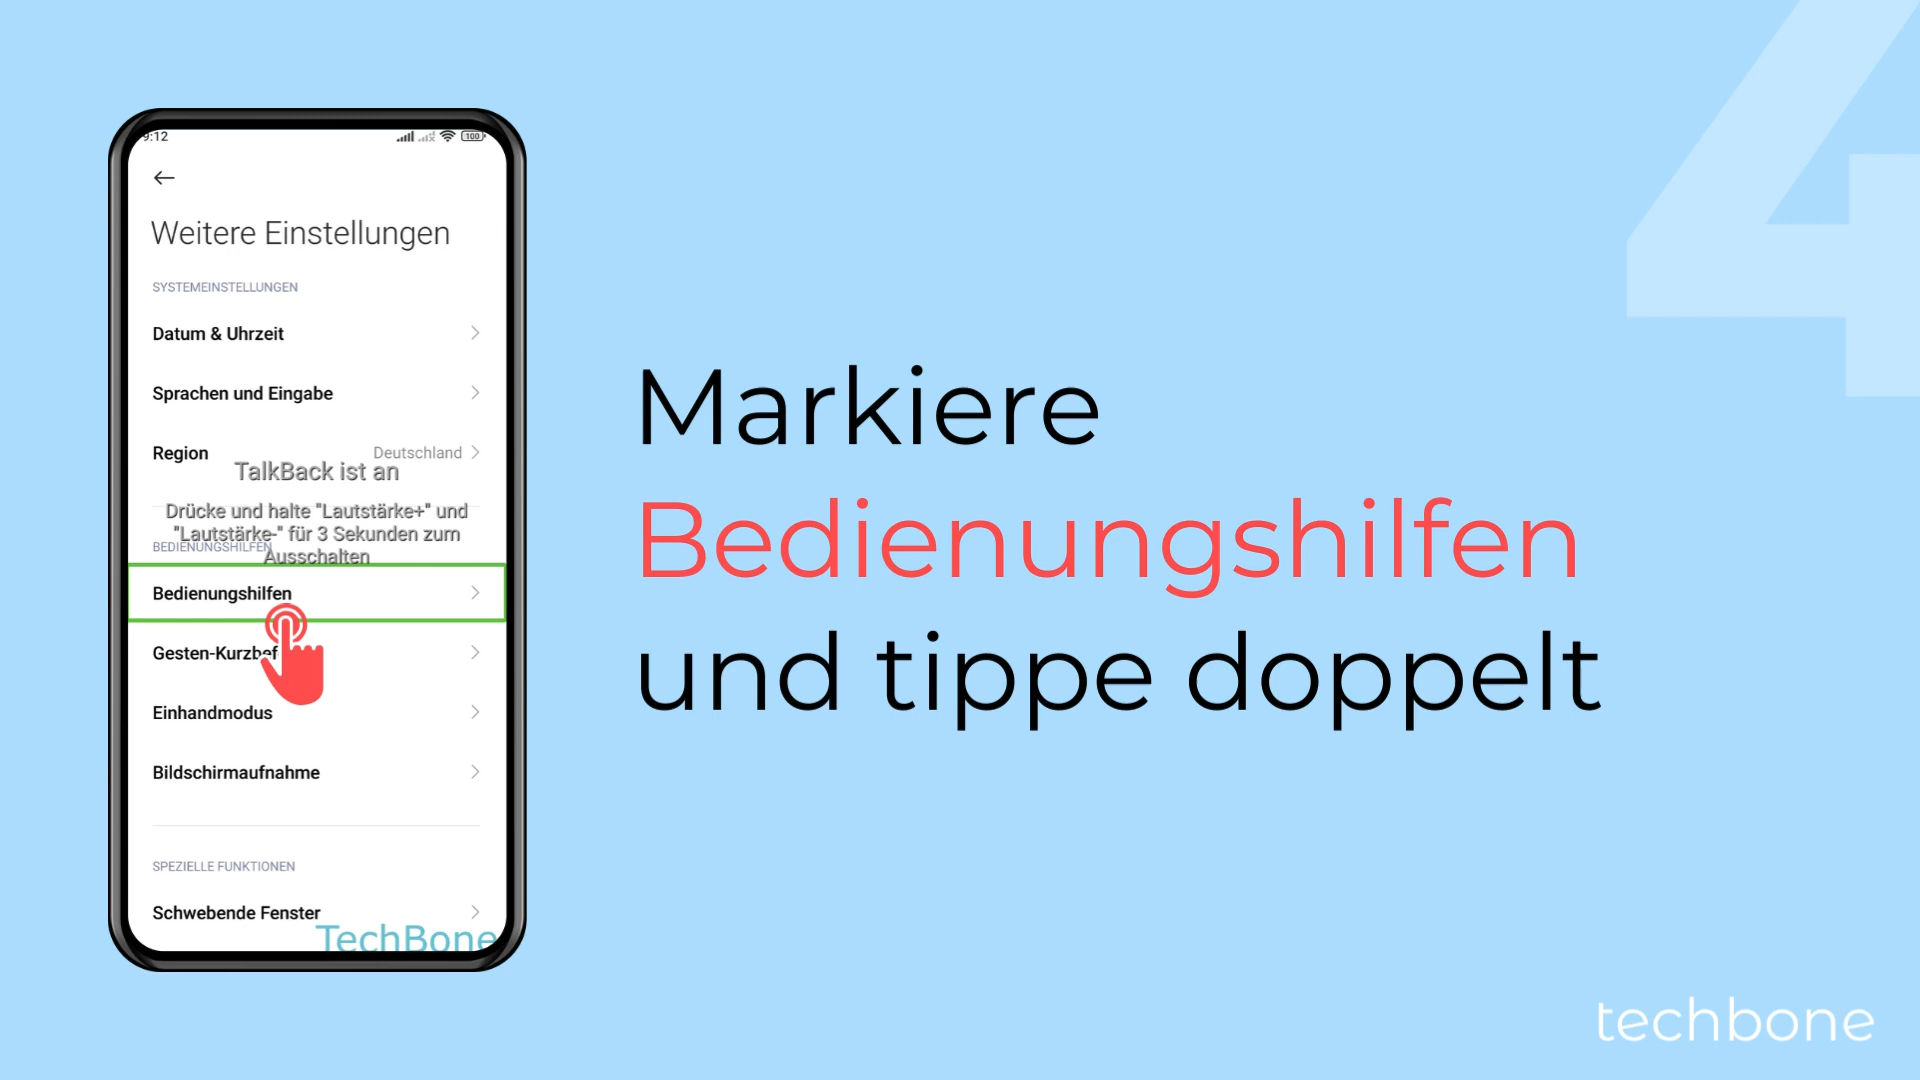 4
9:12
100
Weitere Einstellungen
SYSTEMEINSTELLUNGEN
Datum & Uhrzeit
Sprachen und Eingabe
Region Deutschland
TalkBack ist an
Drücke und halte "Lautstärke+" und
"Lautstärke-" für 3 Sekunden zum
Ausschalten
BEDIENUNGSHILFEN
Bedienungshilfen
Gesten-Kurzbef
Einhandmodus
Bildschirmaufnahme
SPEZIELLE FUNKTIONEN
Schwebende Fenster
TechBone
Markiere
Bedienungshilfen
und tippe doppelt
techbone